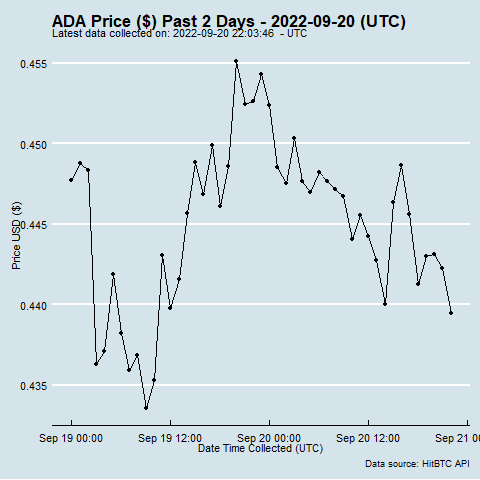 ADA Price ($) Past 2 Days - 2022-09-20 (UTC)
Latest data collected on: 2022-09-20 22:03:46  - UTC
0.455
0.450
0.445
0.440
0.435
Price USD ($)
Sep 19 00:00
Sep 19 12:00
Sep 20 00:00
Sep 20 12:00
Sep 21 0
Date Time Collected (UTC)
Data source: HitBTC API